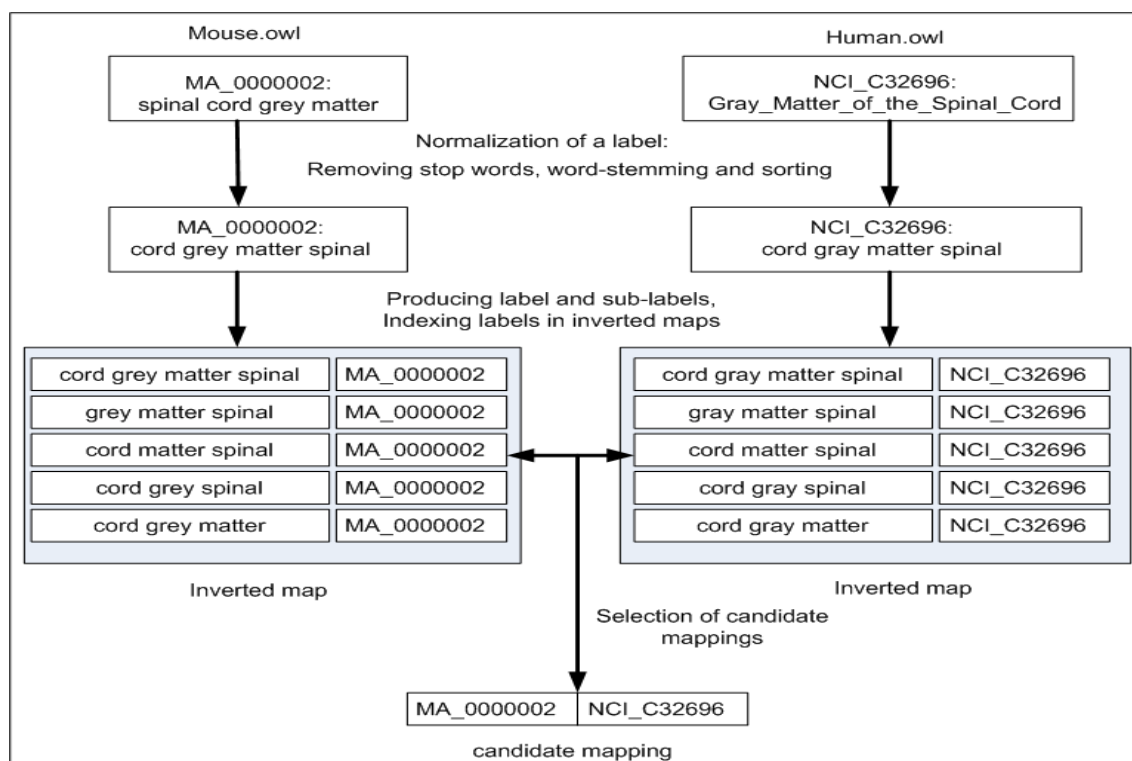 Mouse.owl
Human.owl
MA_0000002:
spinal cord grey matter
NCI_C32696:
Gray_Matter_of_the_Spinal_Cord
Normalization of a label:
Removing stop words, word-stemming and sorting
MA_0000002:
cord grey matter spinal
NCI_C32696:
cord gray matter spinal
Producing label and sub-labels,
Indexing labels in inverted maps
cord grey matter spinal MA_0000002
grey matter spinal MA_0000002
cord matter spinal MA_0000002
cord grey spinal MA_0000002
cord grey matter MA_0000002
Inverted map
cord gray matter spinal NCI_C32696
gray matter spinal NCI_C32696
cord matter spinal NCI_C32696
cord gray spinal NCI_C32696
cord gray matter NCI_C32696
Inverted map
Selection of candidate
mappings
MA_0000002 NCI_C32696
candidate mapping